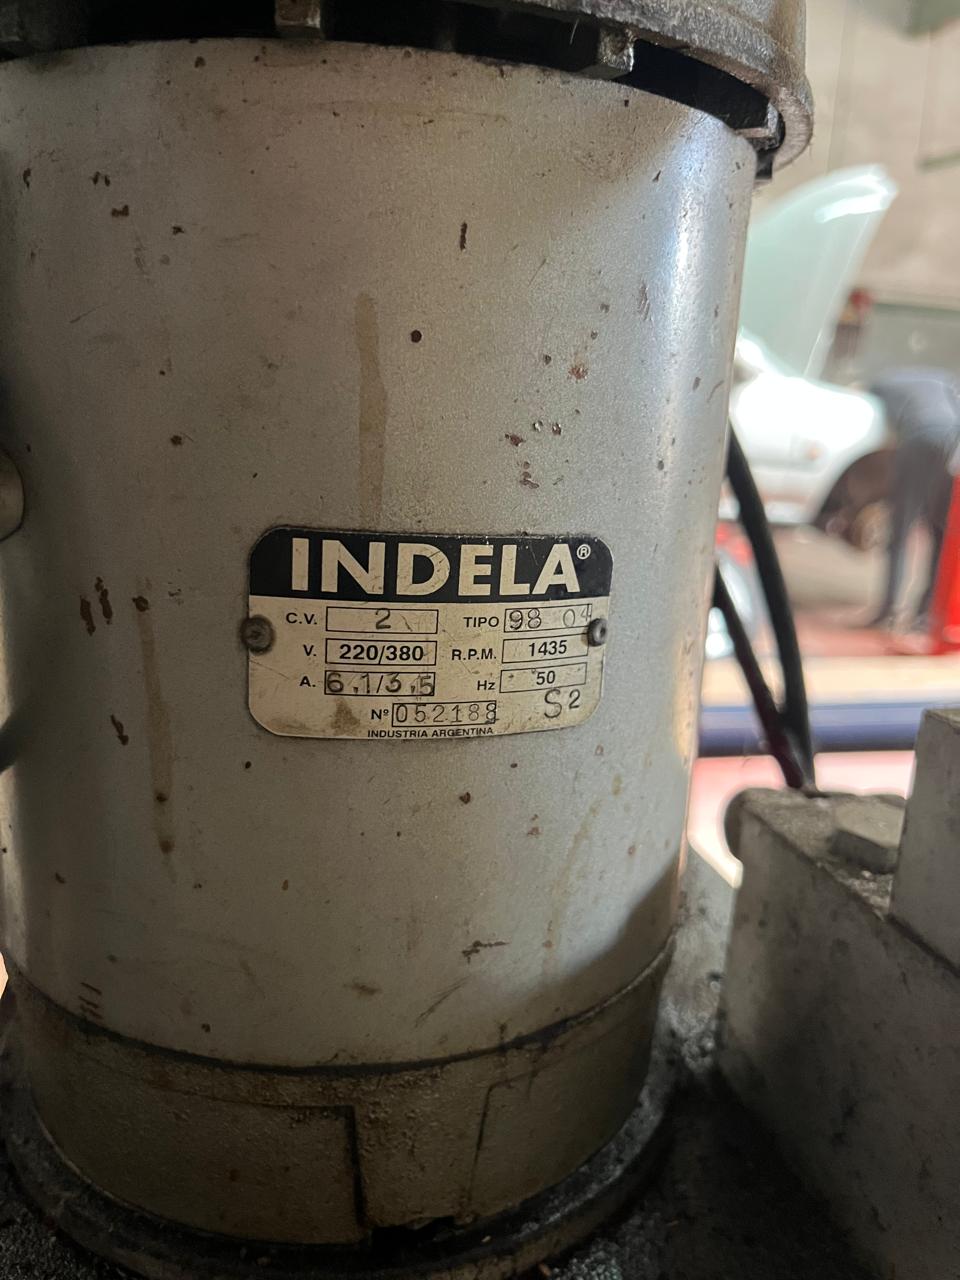 INDELA®
C.V. 2 TIPO 98 04
V. 220/380 R.P.M. 1435
A. 6,1/3,5 Hz 50
Nº 052188 S2
INDUSTRIA ARGENTINA